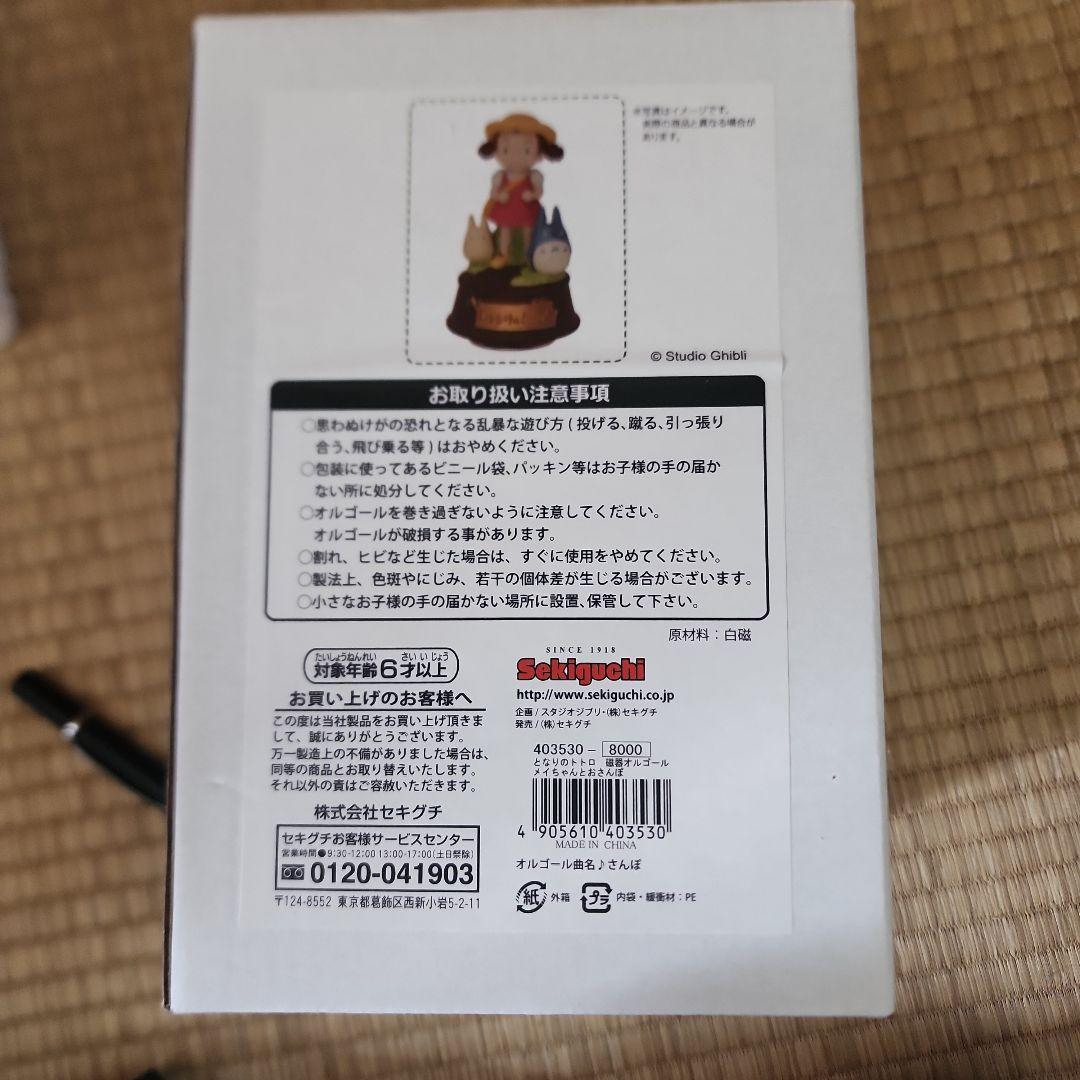 ※写真はイメージです。
実際の商品と異なる場合が
あります。
© Studio Ghibli
お取り扱い注意事項
○思わぬけがの恐れとなる乱暴な遊び方(投げる、蹴る、引っ張り
合う、飛び乗る等)はおやめください。
○包装に使ってあるビニール袋、パッキン等はお子様の手の届か
ない所に処分してください。
○オルゴールを巻き過ぎないように注意してください。
オルゴールが破損する事があります。
○割れ、ヒビなど生じた場合は、すぐに使用をやめてください。
○製法上、色斑やにじみ、若干の個体差が生じる場合がございます。
○小さなお子様の手の届かない場所に設置、保管して下さい。
原材料：白磁
たいしょうねんれい さい いじょう
対象年齢6才以上
お買い上げのお客様へ
この度は当社製品をお買い上げ頂きま
して、誠にありがとうございます。
万一製造上の不備がありました場合は、
同等の商品とお取り替えいたします。
それ以外の責はご容赦いただきます。
株式会社セキグチ
セキグチお客様サービスセンター
営業時間●9:30-12:00 13:00-17:00(土日祭除)
0120-041903
〒124-8552 東京都葛飾区西新小岩5-2-11
SINCE 1918
Sekiguchi
http://www.sekiguchi.co.jp
企画/スタジオジブリ・(株)セキグチ
発売/(株)セキグチ
403530-8000
となりのトトロ 磁器オルゴール
メイちゃんとおさんぽ
4 905610 403530
MADE IN CHINA
オルゴール曲名♪さんぽ
紙 外箱 プラ 内袋・緩衝材：PE